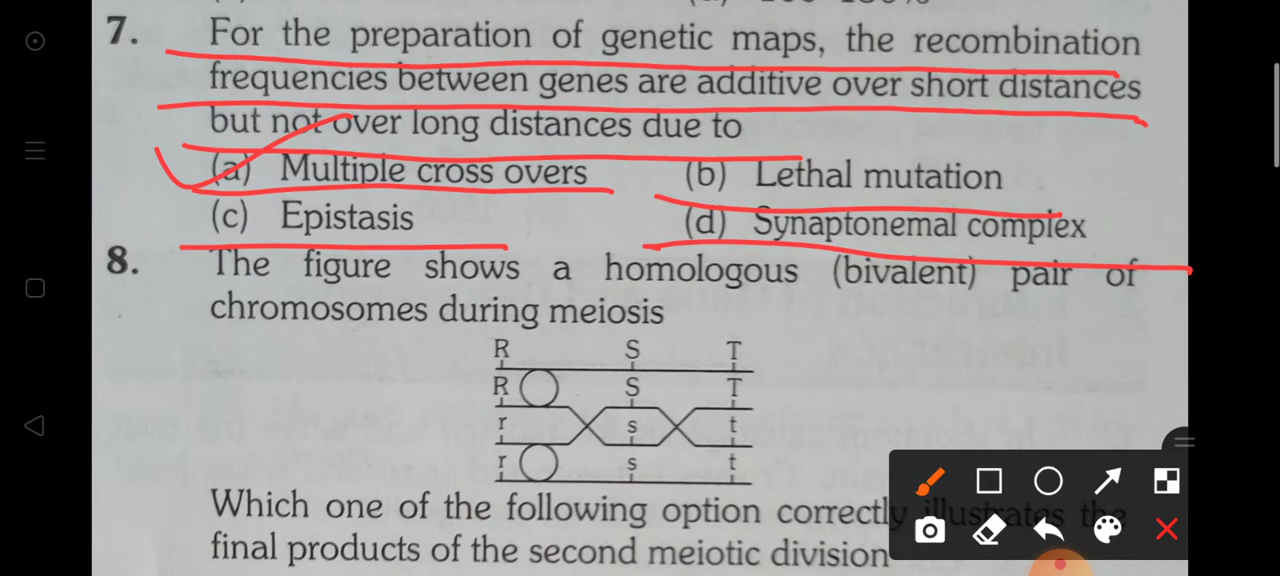 7. For the preparation of genetic maps, the recombination
frequencies between genes are additive over short distances
but not over long distances due to
(a) Multiple cross overs (b) Lethal mutation
(c) Epistasis (d) Synaptonemal complex
8. The figure shows a homologous (bivalent) pair of
chromosomes during meiosis
R S T
R S T
r s t
r s t
Which one of the following option correctly illustrates the
final products of the second meiotic division